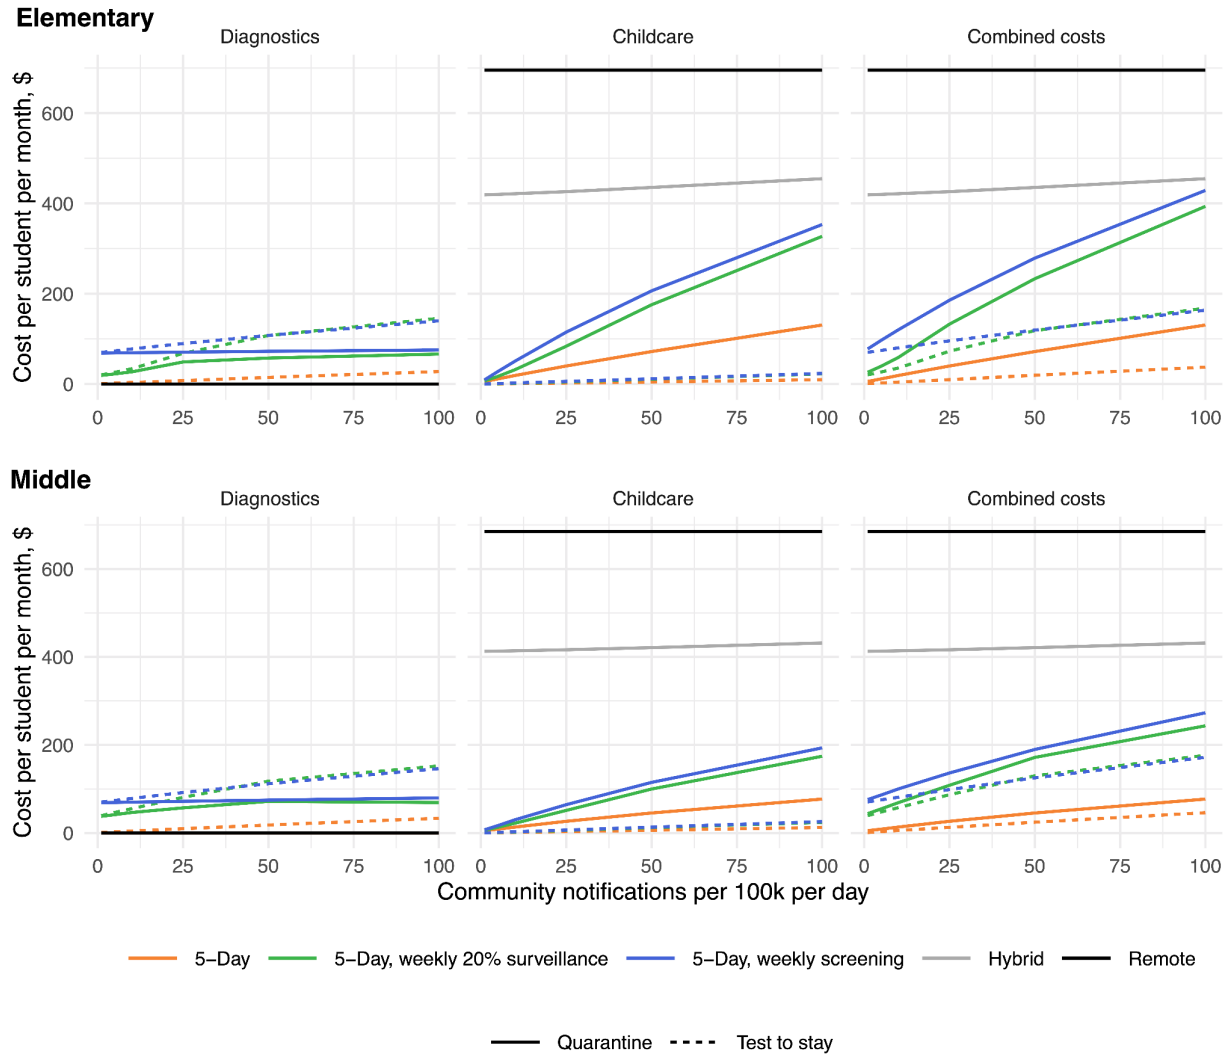 Elementary
Diagnostics Childcare Combined costs
Cost per student per month, $
600
400
200
0
0 25 50 75 100 0 25 50 75 100 0 25 50 75 100
Middle
Diagnostics Childcare Combined costs
Cost per student per month, $
600
400
200
0
0 25 50 75 100 0 25 50 75 100 0 25 50 75 100
Community notifications per 100k per day
5−Day 5−Day, weekly 20% surveillance 5−Day, weekly screening Hybrid Remote
Quarantine Test to stay